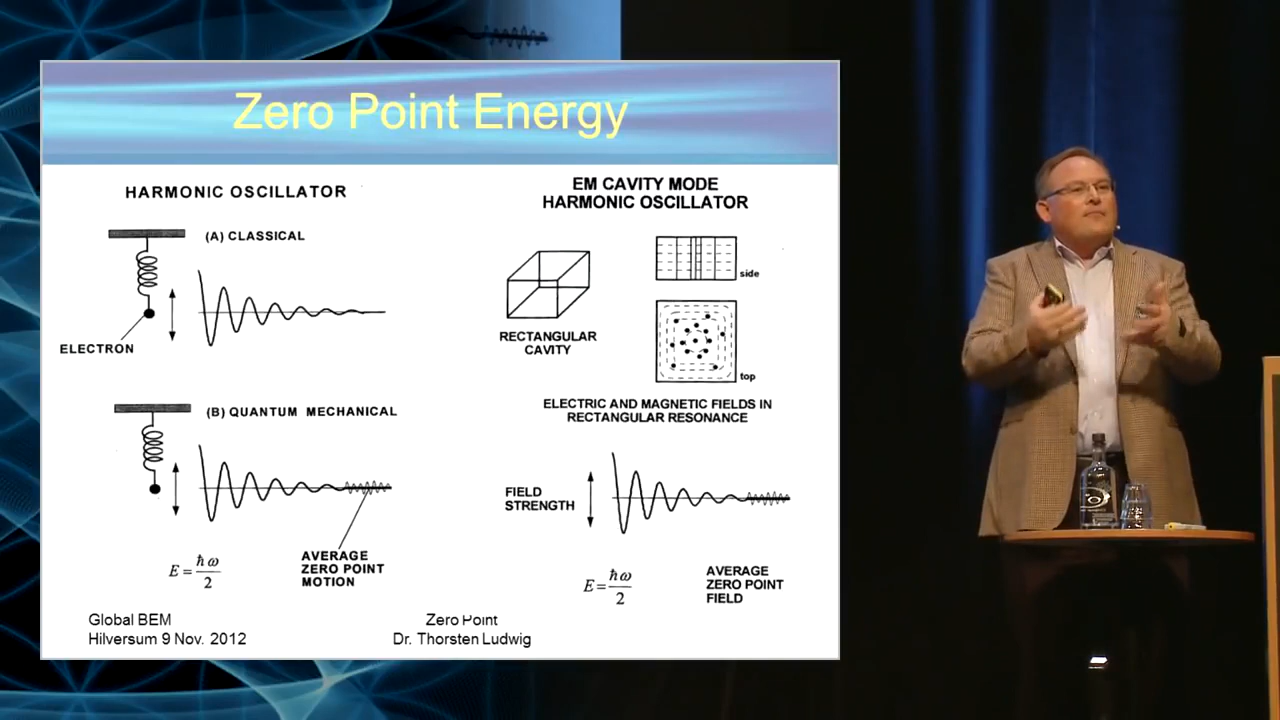 Zero Point Energy
HARMONIC OSCILLATOR
(A) CLASSICAL
ELECTRON
(B) QUANTUM MECHANICAL
AVERAGE
ZERO POINT
MOTION
E = ħω
2
EM CAVITY MODE
HARMONIC OSCILLATOR
side
RECTANGULAR
CAVITY
top
ELECTRIC AND MAGNETIC FIELDS IN
RECTANGULAR RESONANCE
FIELD
STRENGTH
E = ħω
2
AVERAGE
ZERO POINT
FIELD
Global BEM
Hilversum 9 Nov. 2012
Zero Point
Dr. Thorsten Ludwig